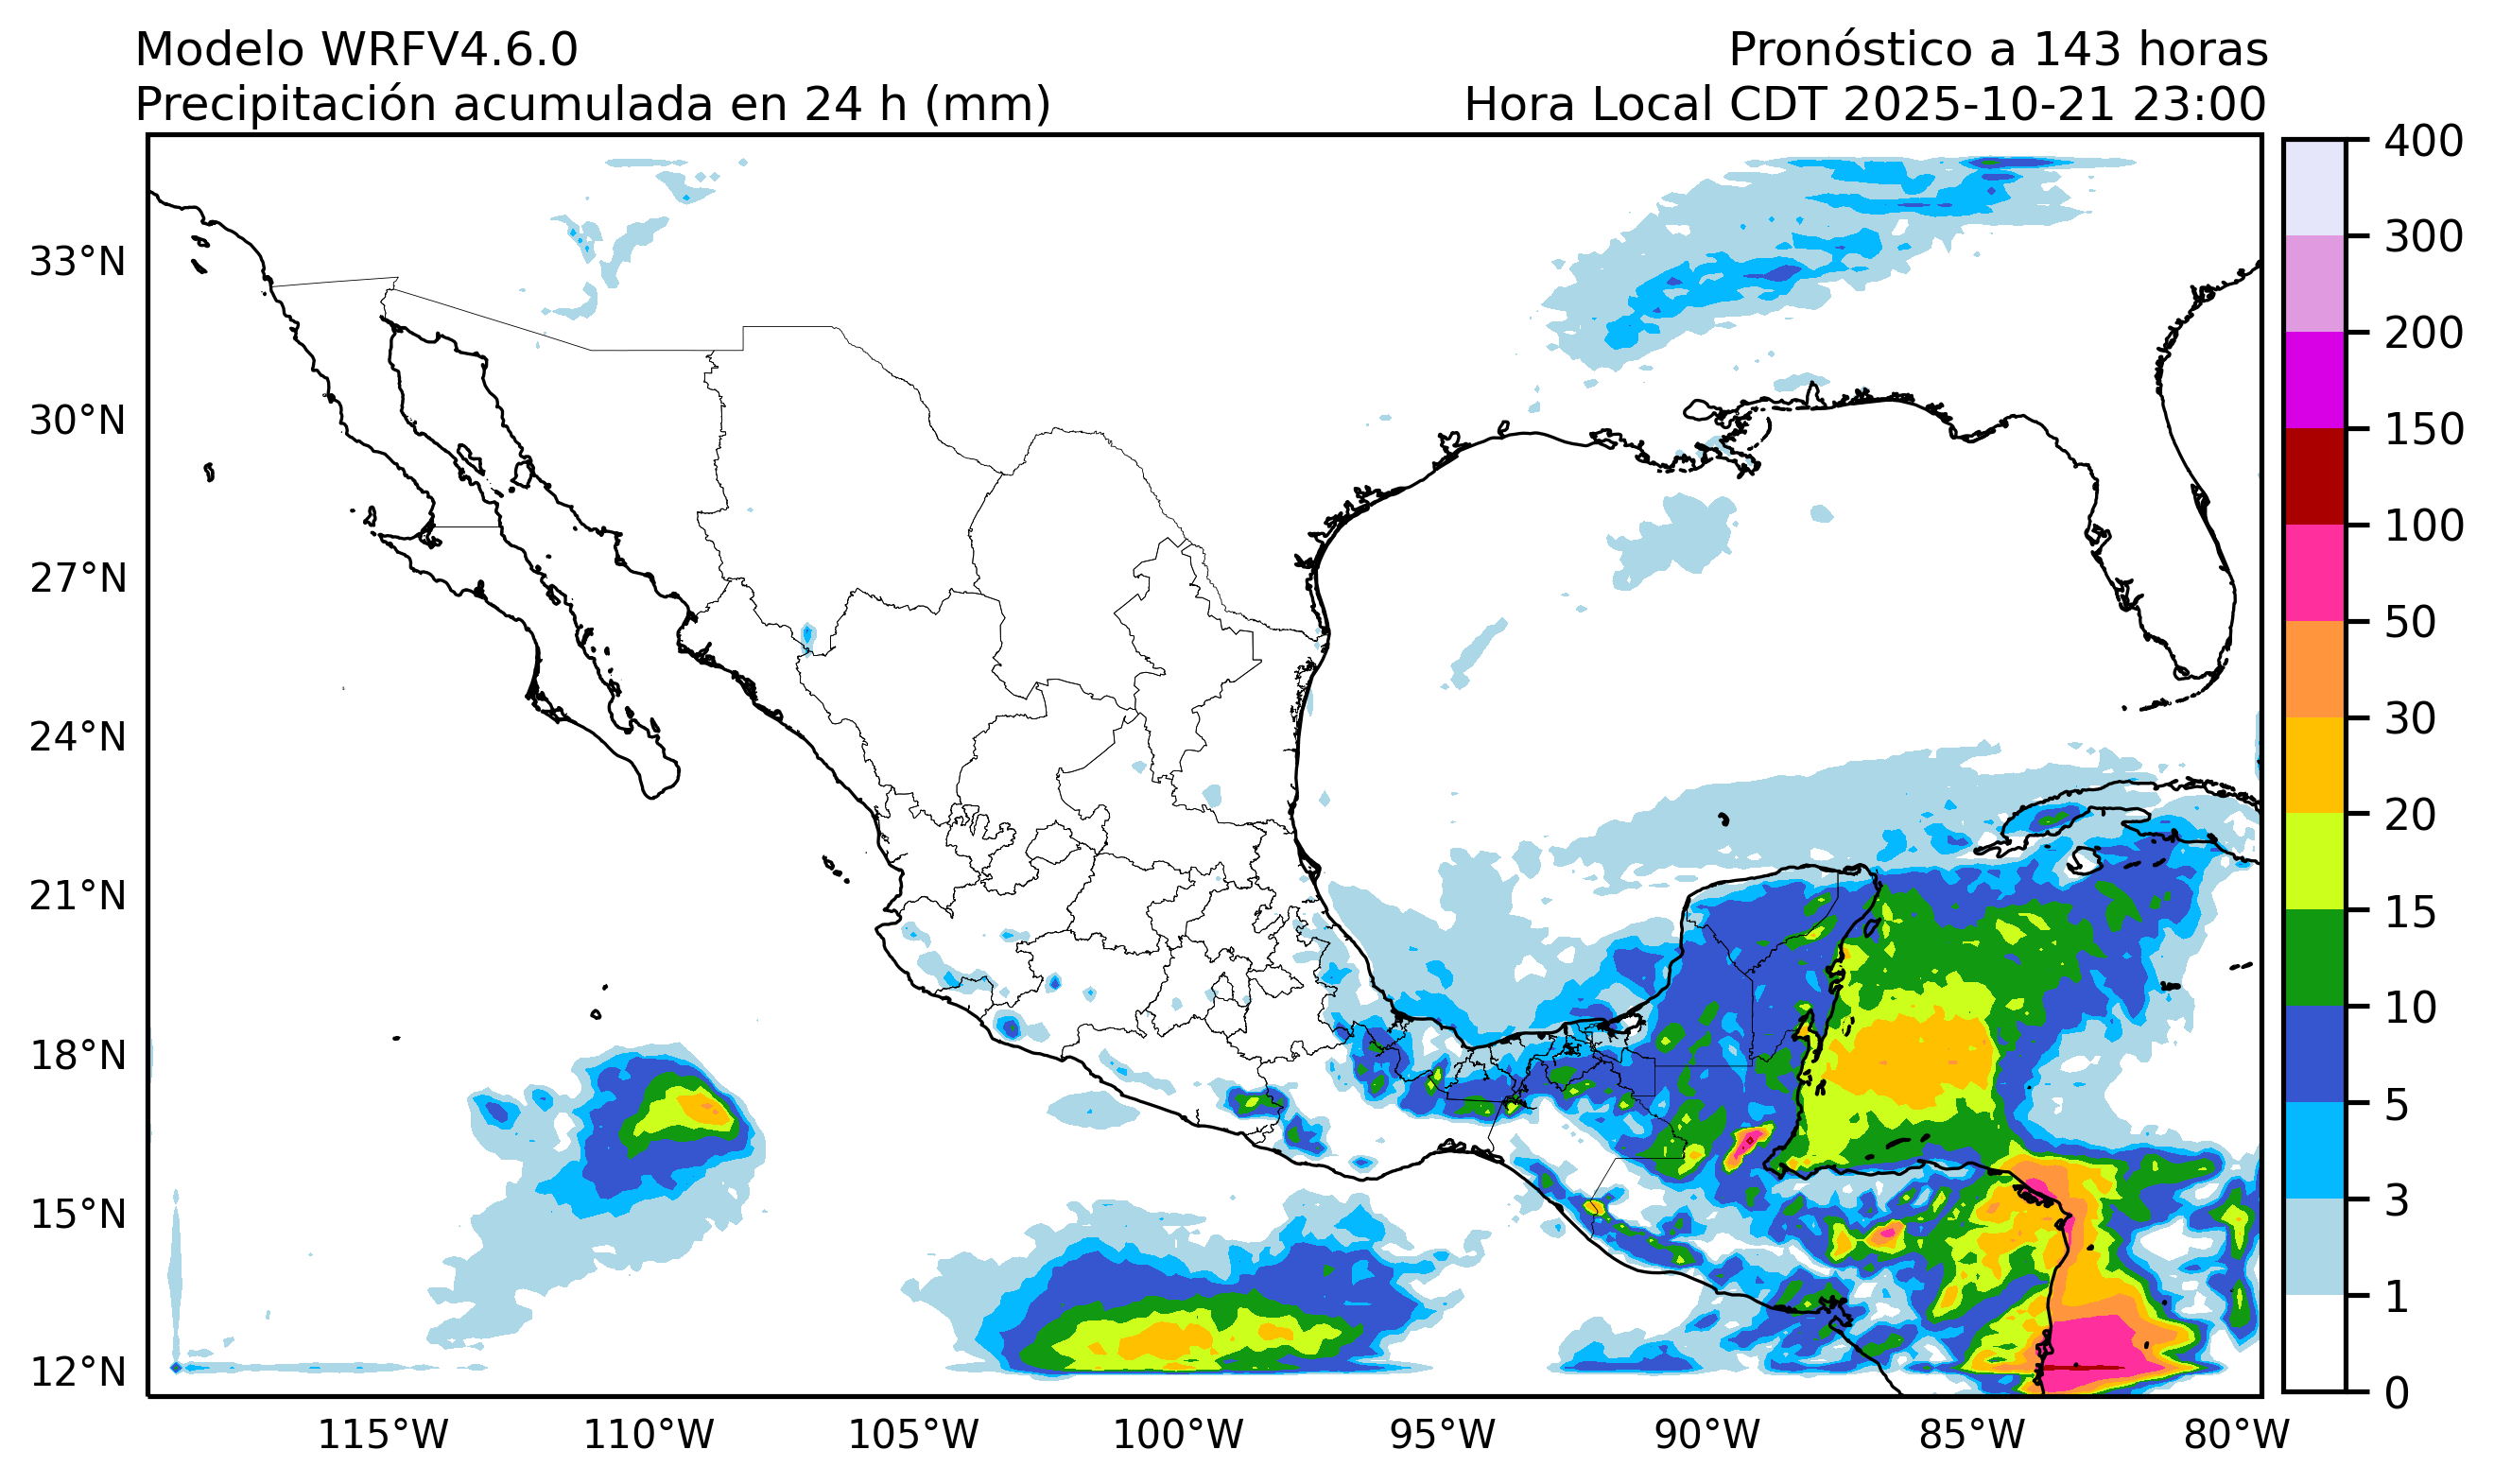 Modelo WRFV4.6.0
Pronóstico a 143 horas
Precipitación acumulada en 24 h (mm)
Hora Local CDT 2025-10-21 23:00
400
300
200
150
100
50
30
20
15
10
5
3
1
0
33°N
30°N
27°N
24°N
21°N
18°N
15°N
12°N
115°W
110°W
105°W
100°W
95°W
90°W
85°W
80°W